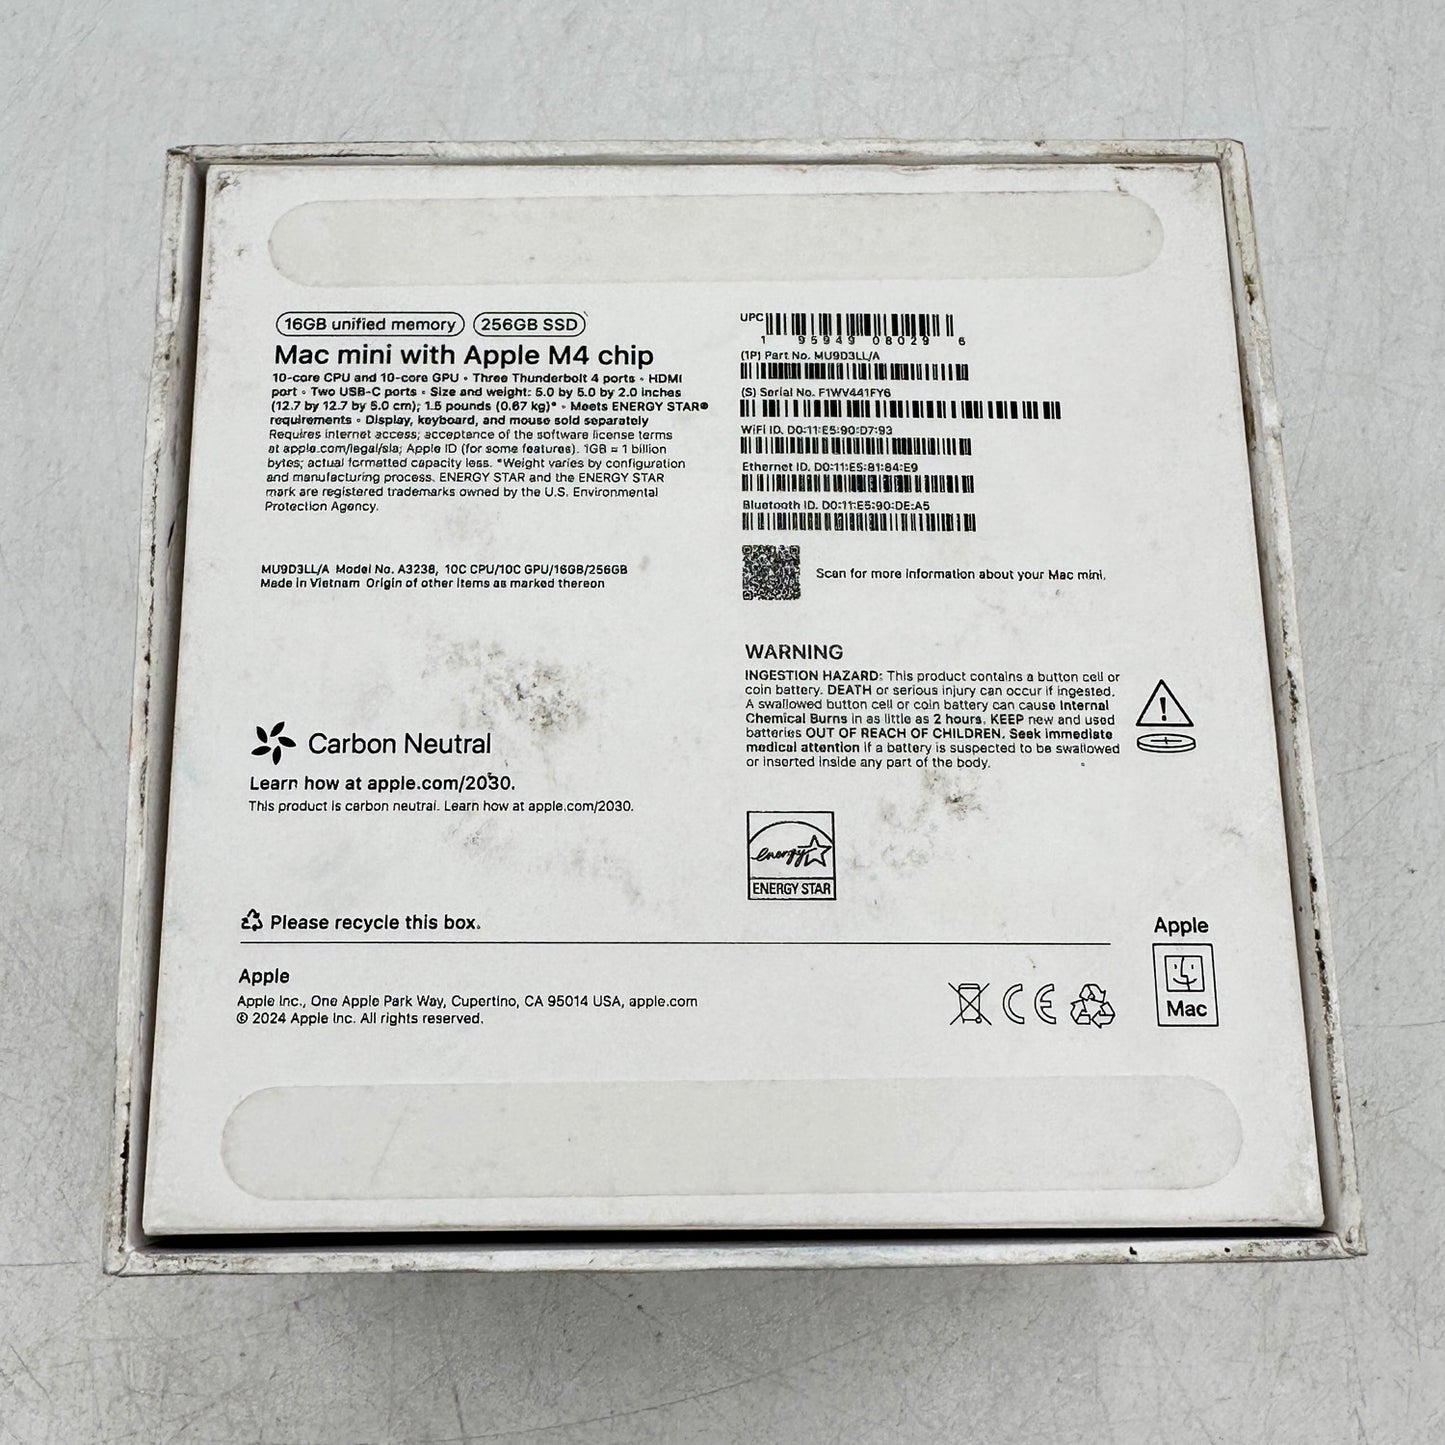 16GB unified memory 256GB SSD
Mac mini with Apple M4 chip
10-core CPU and 10-core GPU • Three Thunderbolt 4 ports • HDMI
port • Two USB-C ports • Size and weight: 5.0 by 5.0 by 2.0 inches
(12.7 by 12.7 by 5.0 cm); 1.5 pounds (0.67 kg)* • Meets ENERGY STAR®
requirements • Display, keyboard, and mouse sold separately
Requires internet access; acceptance of the software license terms
at apple.com/legal/sla; Apple ID (for some features). 1GB = 1 billion
bytes; actual formatted capacity less. *Weight varies by configuration
and manufacturing process. ENERGY STAR and the ENERGY STAR
mark are registered trademarks owned by the U.S. Environmental
Protection Agency.
MU9D3LL/A Model No. A3238, 10C CPU/10C GPU/16GB/256GB
Made in Vietnam Origin of other items as marked thereon
Carbon Neutral
Learn how at apple.com/2030.
This product is carbon neutral. Learn how at apple.com/2030.
Please recycle this box.
UPC
1 95949 08029 6
(1P) Part No. MU9D3LL/A
(S) Serial No. F1WV441FY6
WiFi ID. D0:11:E5:90:D7:93
Ethernet ID. D0:11:E5:81:84:E9
Bluetooth ID. D0:11:E5:90:DE:A5
Scan for more information about your Mac mini.
WARNING
INGESTION HAZARD: This product contains a button cell or
coin battery. DEATH or serious injury can occur if ingested.
A swallowed button cell or coin battery can cause Internal
Chemical Burns in as little as 2 hours. KEEP new and used
batteries OUT OF REACH OF CHILDREN. Seek immediate
medical attention if a battery is suspected to be swallowed
or inserted inside any part of the body.
energy
ENERGY STAR
Apple
Apple Inc., One Apple Park Way, Cupertino, CA 95014 USA, apple.com
© 2024 Apple Inc. All rights reserved.
CE
Apple
Mac